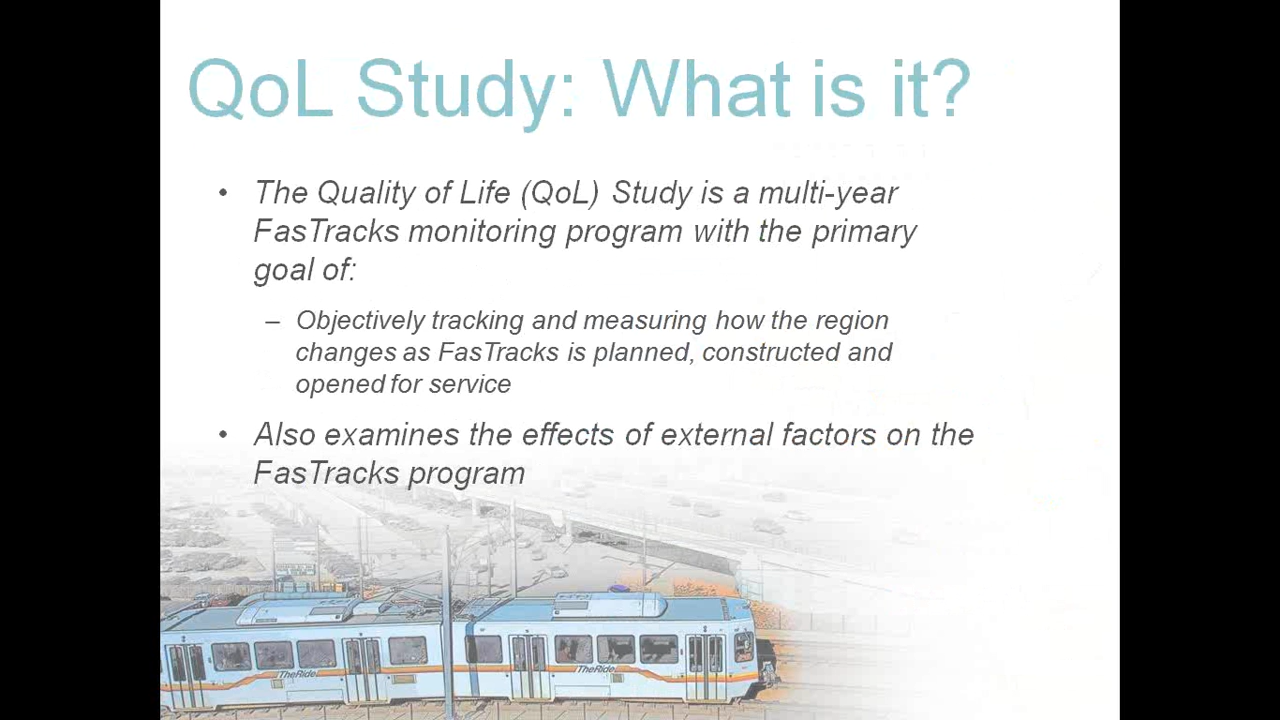 QoL Study: What is it?
• The Quality of Life (QoL) Study is a multi-year
FasTracks monitoring program with the primary
goal of:
– Objectively tracking and measuring how the region
changes as FasTracks is planned, constructed and
opened for service
• Also examines the effects of external factors on the
FasTracks program
TheRide! TheRide!